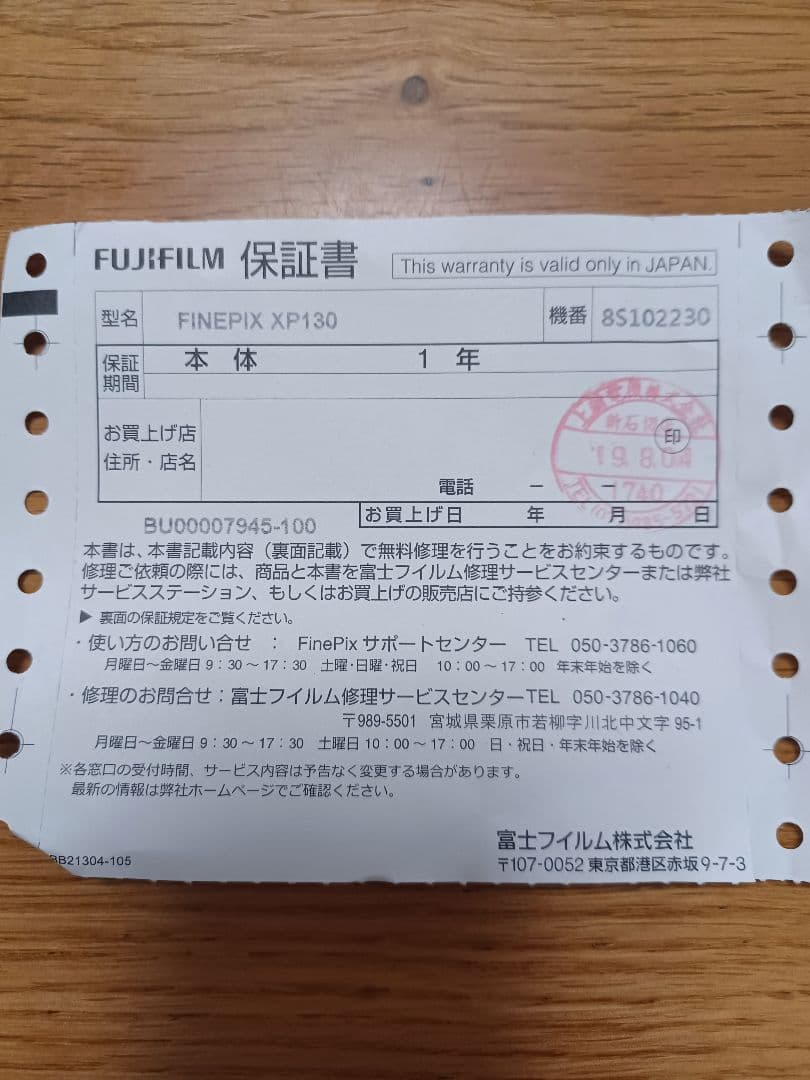 FUJIFILM 保証書 This warranty is valid only in JAPAN.
型名 FINEPIX XP130 機番 8S102230
保証期間 本体 1年
お買上げ店
住所・店名
印
19. 8.04
1740
電話 － －
BU00007945-100 お買上げ日 年 月 日
本書は、本書記載内容（裏面記載）で無料修理を行うことをお約束するものです。
修理ご依頼の際には、商品と本書を富士フイルム修理サービスセンターまたは弊社
サービスステーション、もしくはお買上げの販売店にご持参ください。
▶ 裏面の保証規定をご覧ください。
・使い方のお問い合せ ： FinePix サポートセンター TEL 050-3786-1060
月曜日～金曜日 9：30～17：30 土曜・日曜・祝日 10：00～17：00 年末年始を除く
・修理のお問合せ：富士フイルム修理サービスセンターTEL 050-3786-1040
〒989-5501 宮城県栗原市若柳字川北中文字 95-1
月曜日～金曜日 9：30～17：30 土曜日 10：00～17：00 日・祝日・年末年始を除く
※各窓口の受付時間、サービス内容は予告なく変更する場合があります。
最新の情報は弊社ホームページでご確認ください。
BB21304-105
富士フイルム株式会社
〒107-0052 東京都港区赤坂 9-7-3